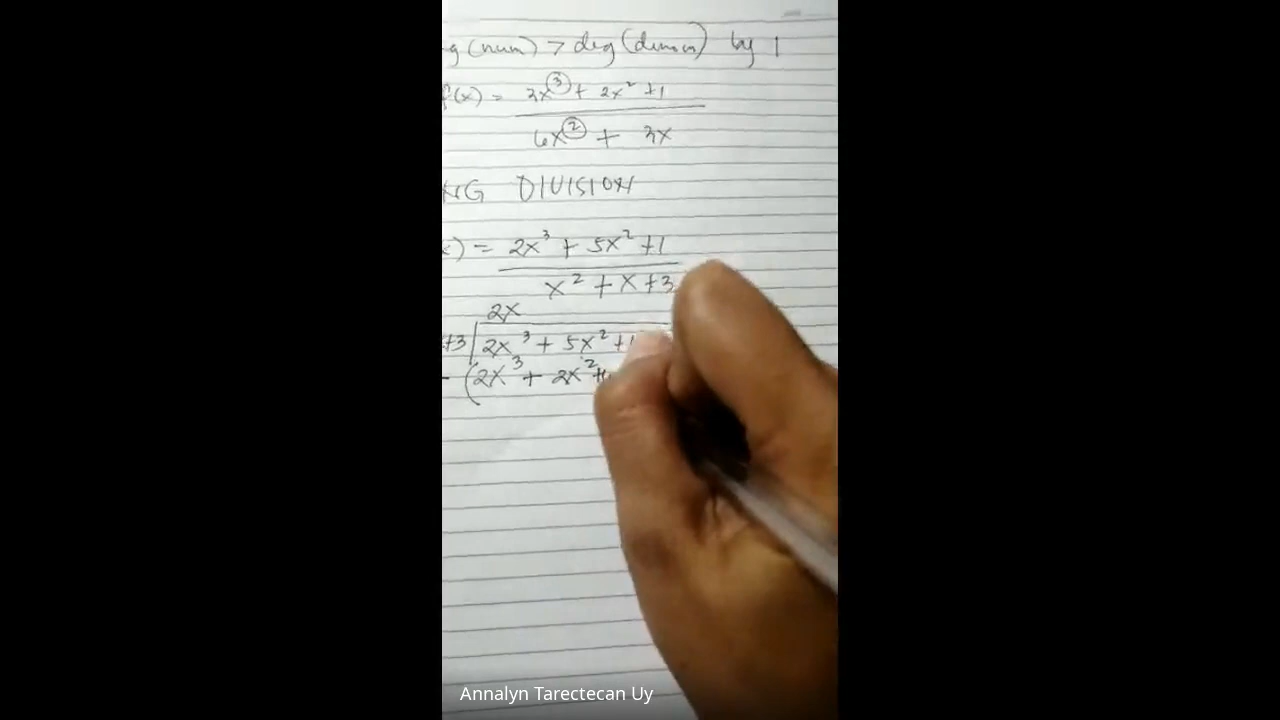 g (num) > deg (denom) by 1
f(x) = 3x³ + 2x² + 1
6x² + 3x
NG DIVISION
x) = 2x³ + 5x² + 1
x² + x + 3
2x
+3 2x³ + 5x² + 1
- (2x³ + 2x² +
Annalyn Tarectecan Uy